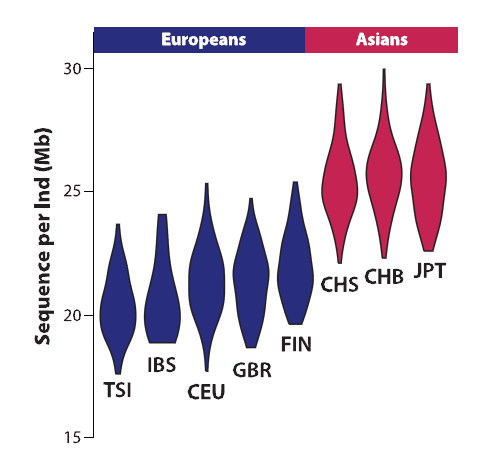 Europeans
Asians
Sequence per Ind (Mb)
30
25
20
15
TSI
IBS
CEU
GBR
FIN
CHS
CHB
JPT